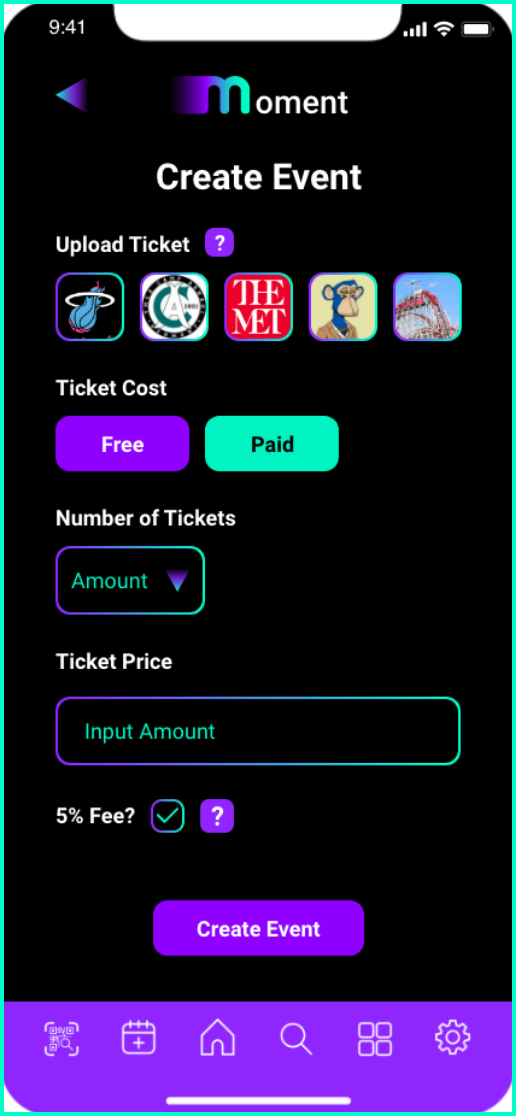 9:41
moment
Create Event
Upload Ticket ?
THE
MET
Ticket Cost
Free Paid
Number of Tickets
Amount
Ticket Price
Input Amount
5% Fee? ?
Create Event